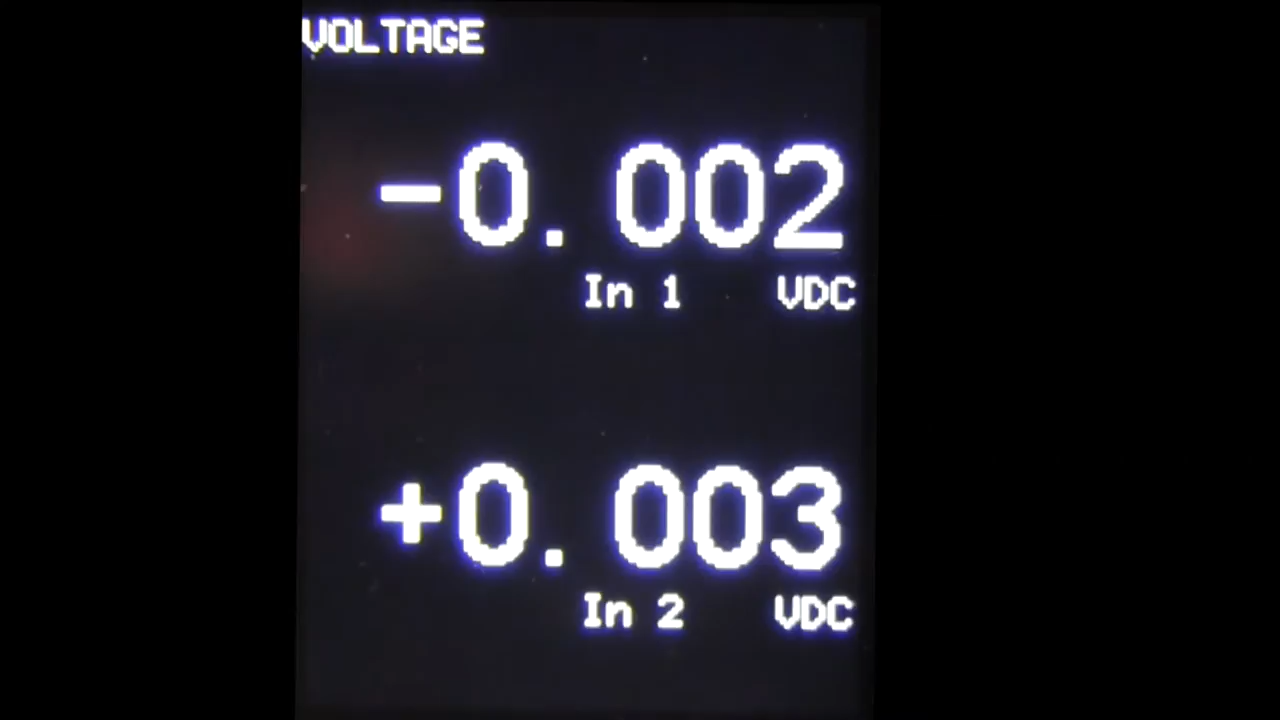 VOLTAGE
-0.002
In 1 VDC
+0.003
In 2 VDC